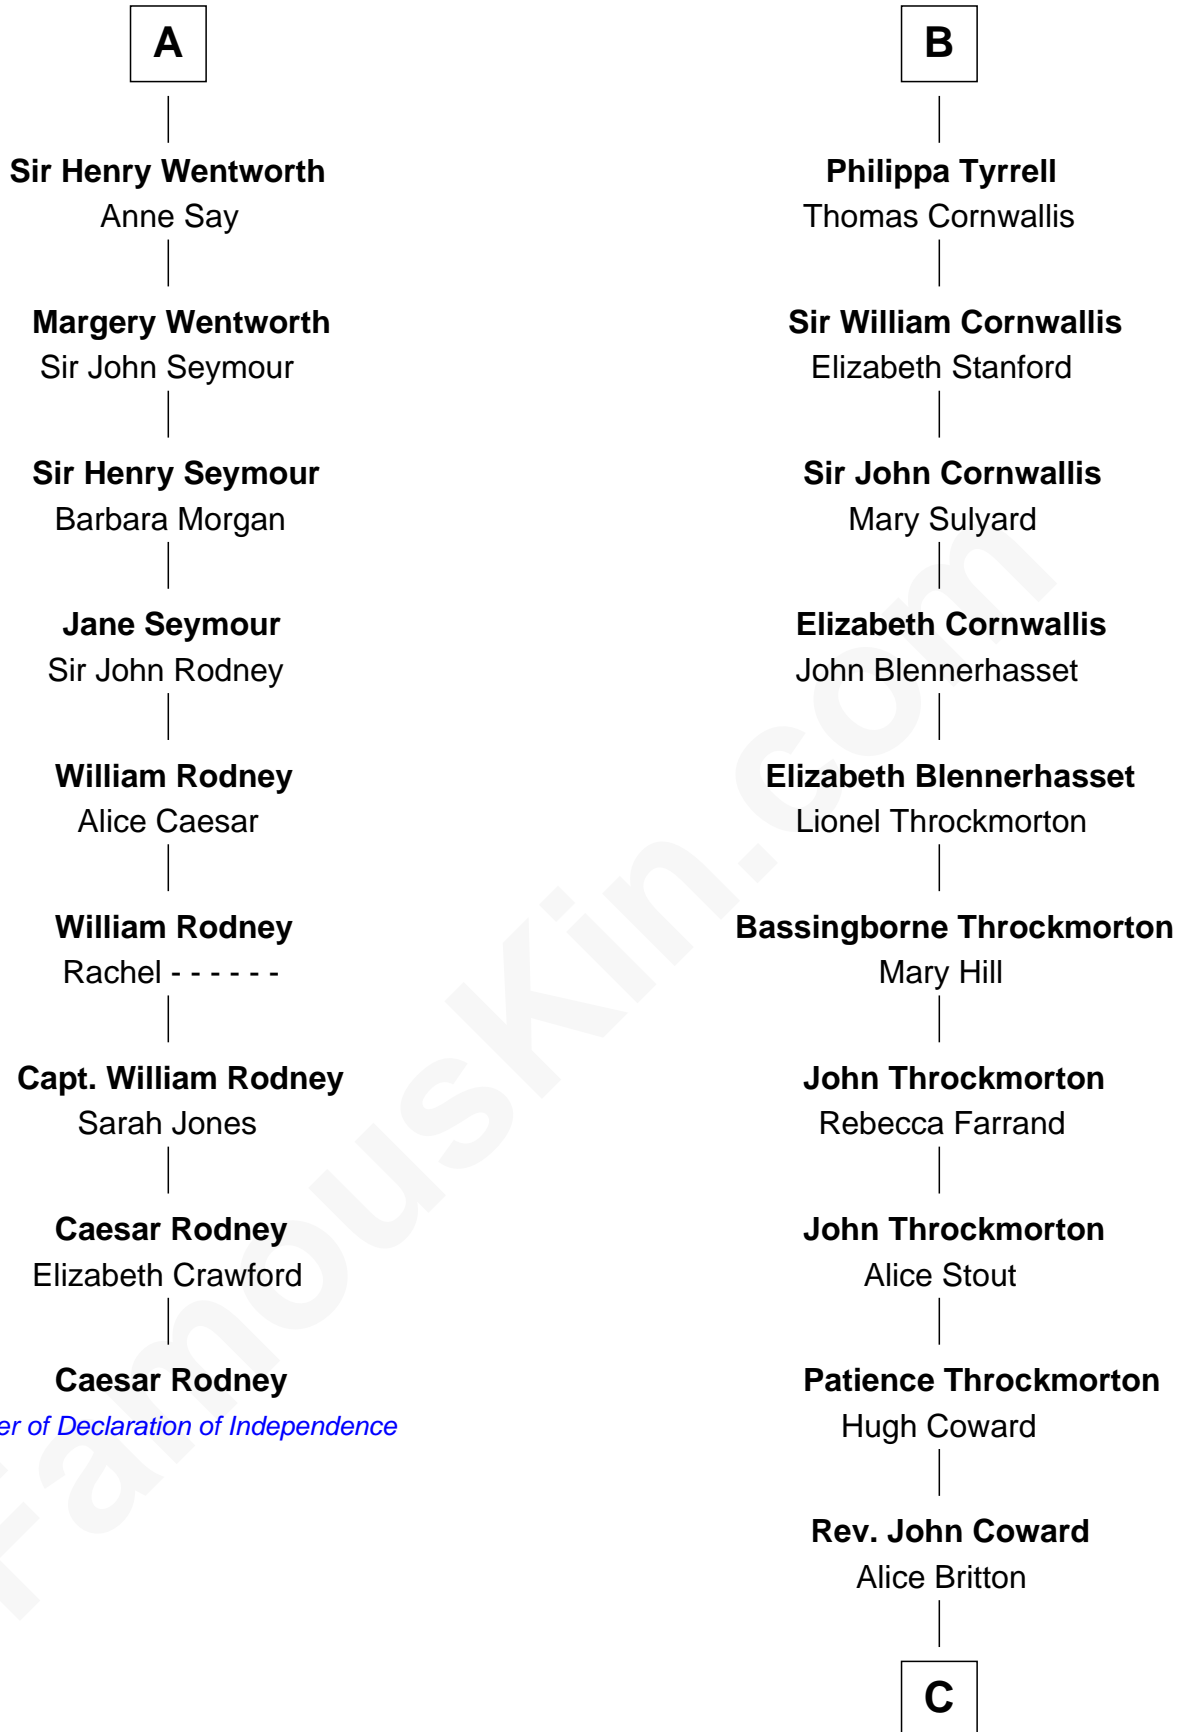 A
Sir Henry Wentworth
Anne Say
Margery Wentworth
Sir John Seymour
Sir Henry Seymour
Barbara Morgan
Jane Seymour
Sir John Rodney
William Rodney
Alice Caesar
William Rodney
Rachel - - - - - -
Capt. William Rodney
Sarah Jones
Caesar Rodney
Elizabeth Crawford
Caesar Rodney
er of Declaration of Independence
B
Philippa Tyrrell
Thomas Cornwallis
Sir William Cornwallis
Elizabeth Stanford
Sir John Cornwallis
Mary Sulyard
Elizabeth Cornwallis
John Blennerhasset
Elizabeth Blennerhasset
Lionel Throckmorton
Bassingborne Throckmorton
Mary Hill
John Throckmorton
Rebecca Farrand
John Throckmorton
Alice Stout
Patience Throckmorton
Hugh Coward
Rev. John Coward
Alice Britton
C
FamousKin.com